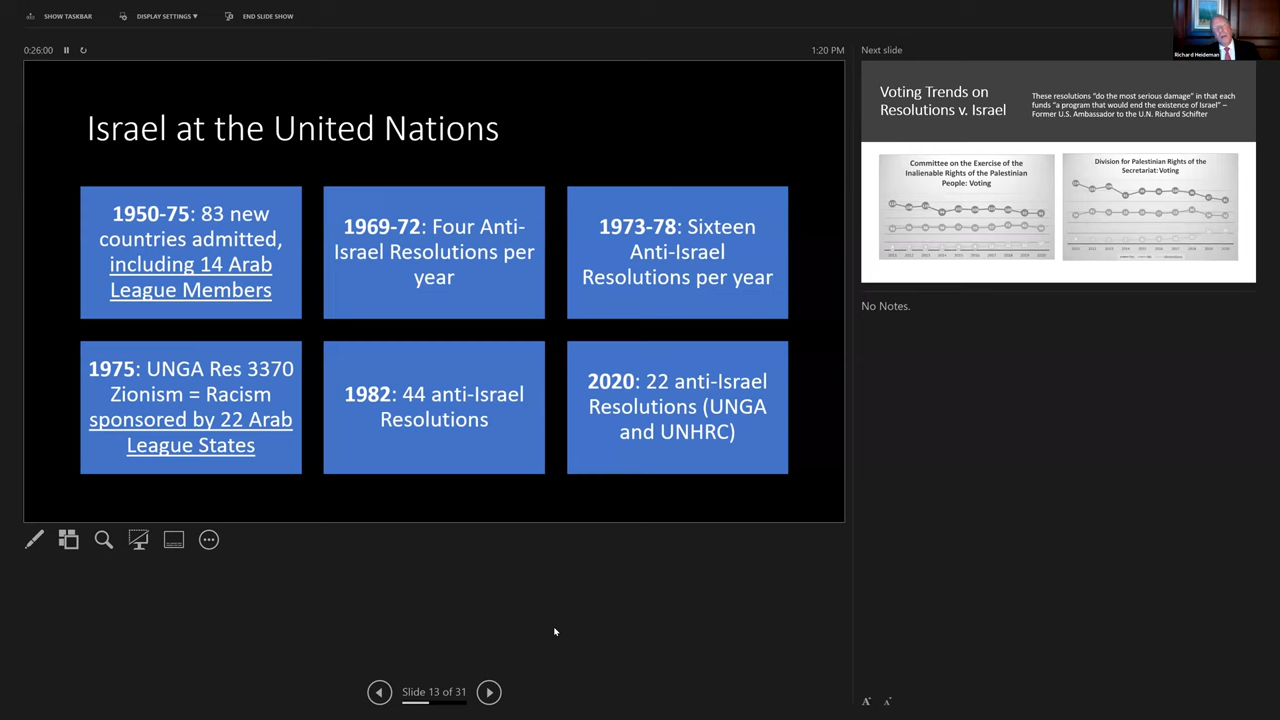 SHOW TASKBAR
DISPLAY SETTINGS ▼
END SLIDE SHOW
0:26:00
1:20 PM
Israel at the United Nations
1950-75: 83 new
countries admitted,
including 14 Arab
League Members
1969-72: Four Anti-
Israel Resolutions per
year
1973-78: Sixteen
Anti-Israel
Resolutions per year
1975: UNGA Res 3370
Zionism = Racism
sponsored by 22 Arab
League States
1982: 44 anti-Israel
Resolutions
2020: 22 anti-Israel
Resolutions (UNGA
and UNHRC)
Slide 13 of 31
Richard Heideman
Next slide
Voting Trends on
Resolutions v. Israel
These resolutions "do the most serious damage" in that each
funds "a program that would end the existence of Israel" –
Former U.S. Ambassador to the U.N. Richard Schifter
Committee on the Exercise of the
Inalienable Rights of the Palestinian
People: Voting
Division for Palestinian Rights of the
Secretariat: Voting
No Notes.